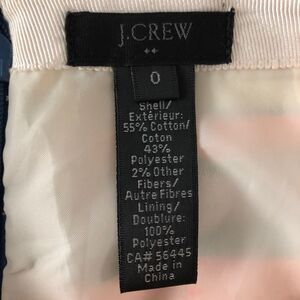 J.CREW
0
Shell/
Extérieur:
55% Cotton/
Coton
43%
Polyester
2% Other
Fibers/
Autre Fibres
Lining/
Doublure:
100%
Polyester
CA# 56445
Made in
China